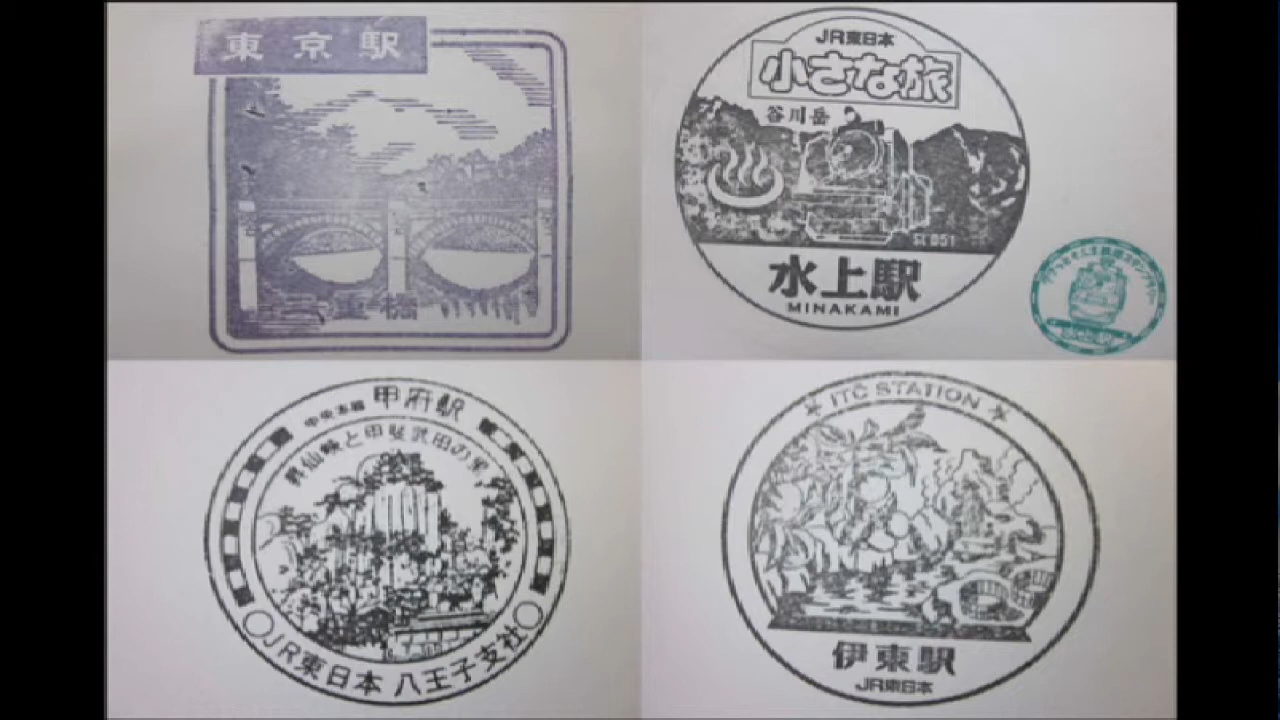 東京駅
二重橋
JR東日本
小さな旅
谷川岳
SL D51
水上駅
MINAKAMI
中央本線 甲府駅
昇仙峡と甲斐武田の里
JR東日本 八王子支社
ITC STATION
伊東駅
JR東日本